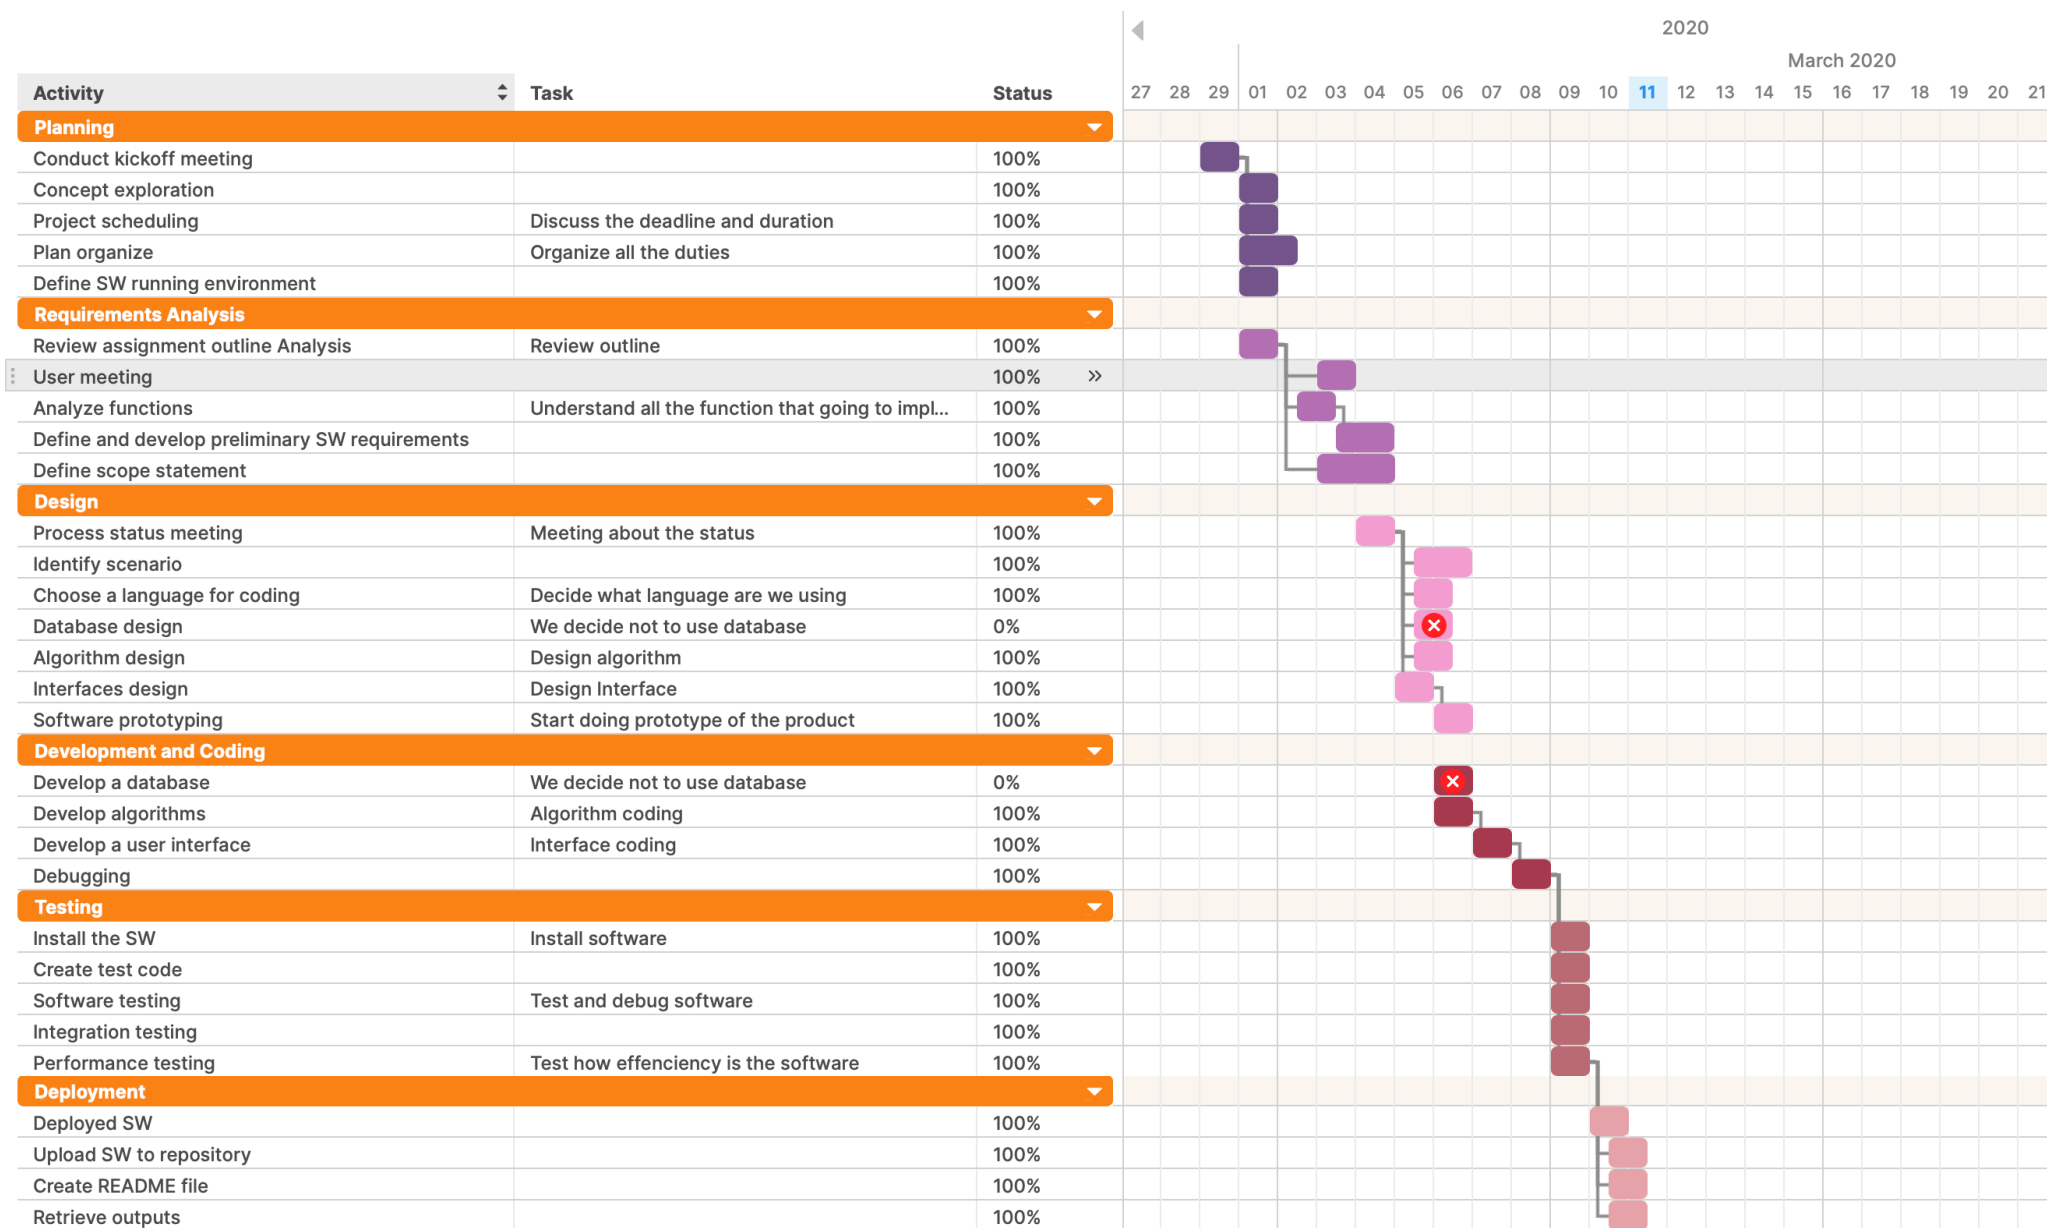 2020
March 2020
Activity Task Status 27 28 29 01 02 03 04 05 06 07 08 09 10 11 12 13 14 15 16 17 18 19 20 21
Planning
Conduct kickoff meeting 100%
Concept exploration 100%
Project scheduling Discuss the deadline and duration 100%
Plan organize Organize all the duties 100%
Define SW running environment 100%
Requirements Analysis
Review assignment outline Analysis Review outline 100%
User meeting 100% »
Analyze functions Understand all the function that going to impl... 100%
Define and develop preliminary SW requirements 100%
Define scope statement 100%
Design
Process status meeting Meeting about the status 100%
Identify scenario 100%
Choose a language for coding Decide what language are we using 100%
Database design We decide not to use database 0%
Algorithm design Design algorithm 100%
Interfaces design Design Interface 100%
Software prototyping Start doing prototype of the product 100%
Development and Coding
Develop a database We decide not to use database 0%
Develop algorithms Algorithm coding 100%
Develop a user interface Interface coding 100%
Debugging 100%
Testing
Install the SW Install software 100%
Create test code 100%
Software testing Test and debug software 100%
Integration testing 100%
Performance testing Test how effenciency is the software 100%
Deployment
Deployed SW 100%
Upload SW to repository 100%
Create README file 100%
Retrieve outputs 100%